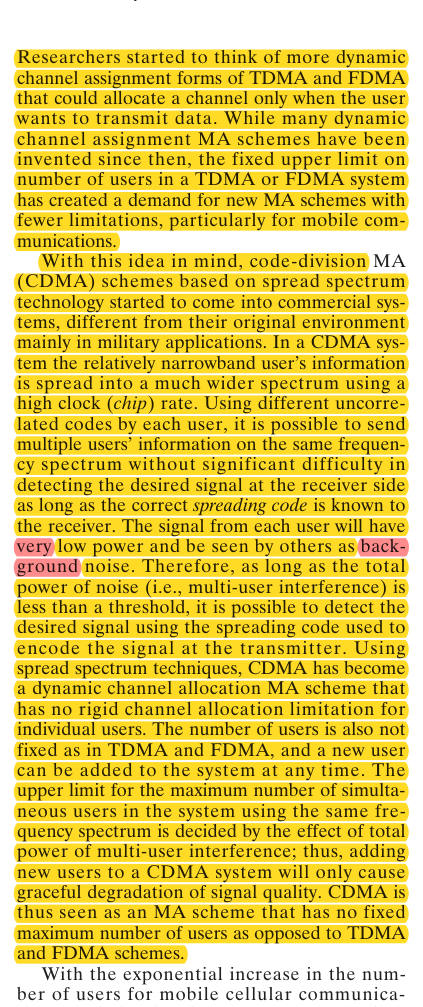 Researchers started to think of more dynamic
channel assignment forms of TDMA and FDMA
that could allocate a channel only when the user
wants to transmit data. While many dynamic
channel assignment MA schemes have been
invented since then, the fixed upper limit on
number of users in a TDMA or FDMA system
has created a demand for new MA schemes with
fewer limitations, particularly for mobile com-
munications.
With this idea in mind, code-division MA
(CDMA) schemes based on spread spectrum
technology started to come into commercial sys-
tems, different from their original environment
mainly in military applications. In a CDMA sys-
tem the relatively narrowband user's information
is spread into a much wider spectrum using a
high clock (chip) rate. Using different uncorre-
lated codes by each user, it is possible to send
multiple users' information on the same frequen-
cy spectrum without significant difficulty in
detecting the desired signal at the receiver side
as long as the correct spreading code is known to
the receiver. The signal from each user will have
very low power and be seen by others as back-
ground noise. Therefore, as long as the total
power of noise (i.e., multi-user interference) is
less than a threshold, it is possible to detect the
desired signal using the spreading code used to
encode the signal at the transmitter. Using
spread spectrum techniques, CDMA has become
a dynamic channel allocation MA scheme that
has no rigid channel allocation limitation for
individual users. The number of users is also not
fixed as in TDMA and FDMA, and a new user
can be added to the system at any time. The
upper limit for the maximum number of simulta-
neous users in the system using the same fre-
quency spectrum is decided by the effect of total
power of multi-user interference; thus, adding
new users to a CDMA system will only cause
graceful degradation of signal quality. CDMA is
thus seen as an MA scheme that has no fixed
maximum number of users as opposed to TDMA
and FDMA schemes.
With the exponential increase in the num-
ber of users for mobile cellular communica-